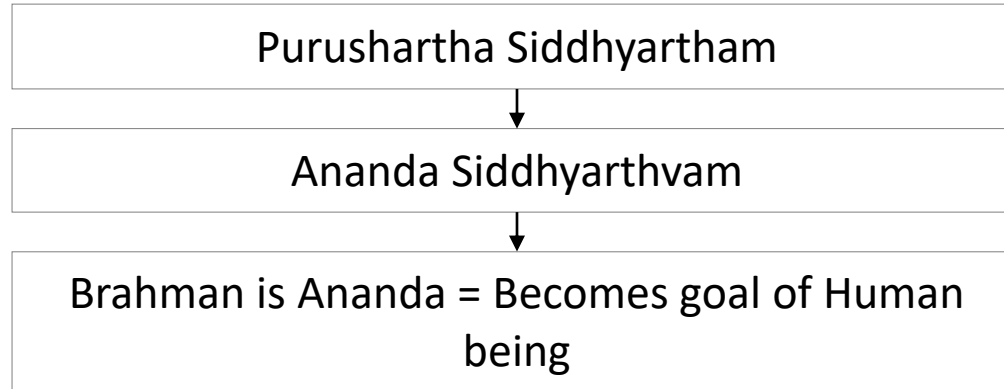 Purushartha Siddhyartham
Ananda Siddhyarthvam
Brahman is Ananda = Becomes goal of Human
being